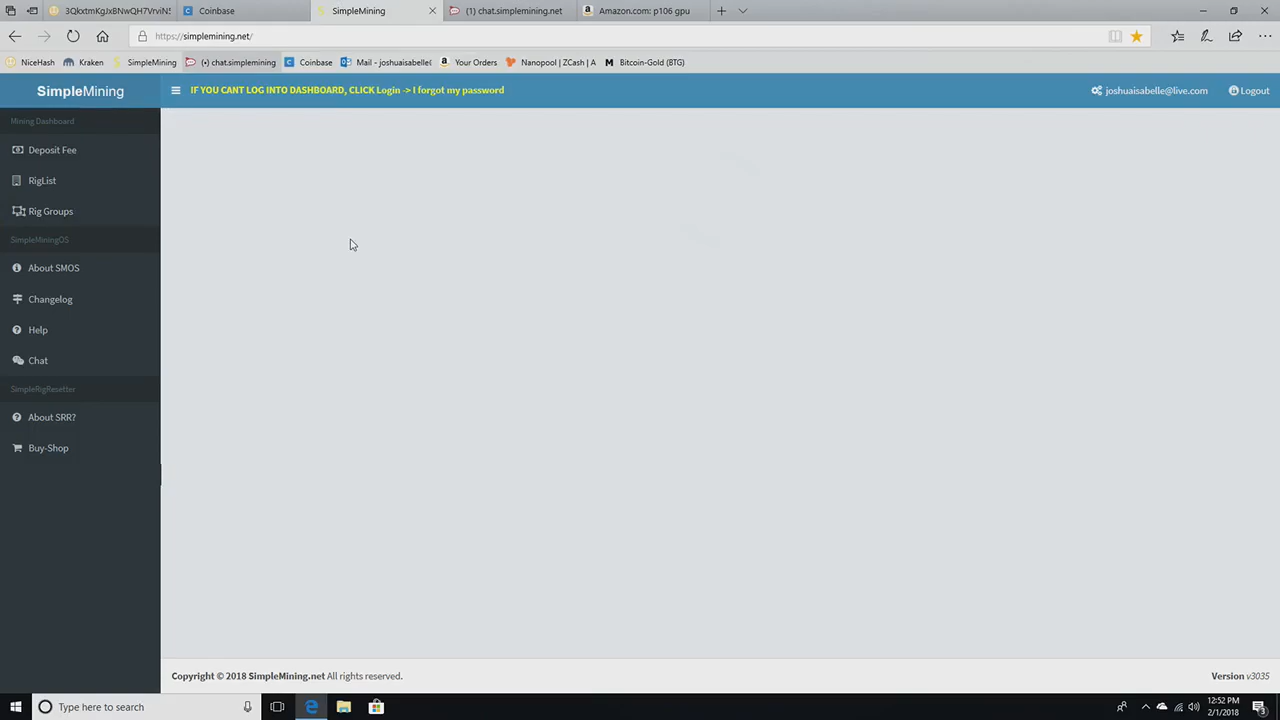 3QkxtmKgJxBNwQH7VrviN! Coinbase SimpleMining (1) chat.simplemining.net Amazon.com: p106 gpu
https://simplemining.net/
NiceHash Kraken SimpleMining (•) chat.simplemining Coinbase Mail - joshuaisabelle( Your Orders Nanopool | ZCash | A Bitcoin-Gold (BTG)
SimpleMining IF YOU CANT LOG INTO DASHBOARD, CLICK Login -> I forgot my password joshuaisabelle@live.com Logout
Mining Dashboard
Deposit Fee
RigList
Rig Groups
SimpleMiningOS
About SMOS
Changelog
Help
Chat
SimpleRigResetter
About SRR?
Buy-Shop
Copyright © 2018 SimpleMining.net All rights reserved. Version v3035
Type here to search
12:52 PM
2/1/2018
3